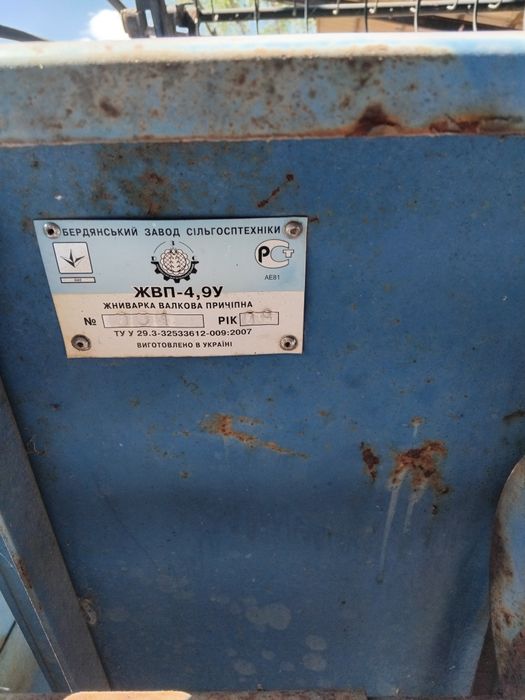 БЕРДЯНСЬКИЙ ЗАВОД СІЛЬГОСПТЕХНІКИ
РСТ
АЕ81
ЖВП-4,9У
ЖНИВАРКА ВАЛКОВА ПРИЧІПНА
№ РІК
ТУ У 29.3-32533612-009:2007
ВИГОТОВЛЕНО В УКРАЇНІ